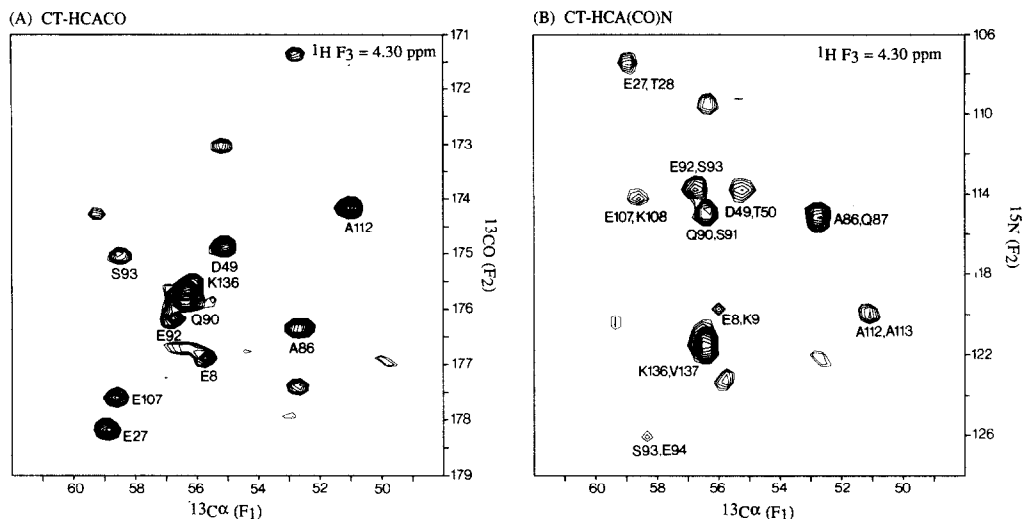 (A) CT-HCACO
¹H F3 = 4.30 ppm
171
172
173
174
175
176
177
178
179
¹³CO (F2)
A112
S93
D49
K136
Q90
E92
A86
E8
E107
E27
60
58
56
54
52
50
¹³Cα (F1)
(B) CT-HCA(CO)N
¹H F3 = 4.30 ppm
106
110
114
118
122
126
¹⁵N (F2)
E27,T28
E92,S93
E107,K108
D49,T50
A86,Q87
Q90,S91
E8,K9
A112,A113
K136,V137
S93,E94
60
58
56
54
52
50
¹³Cα (F1)